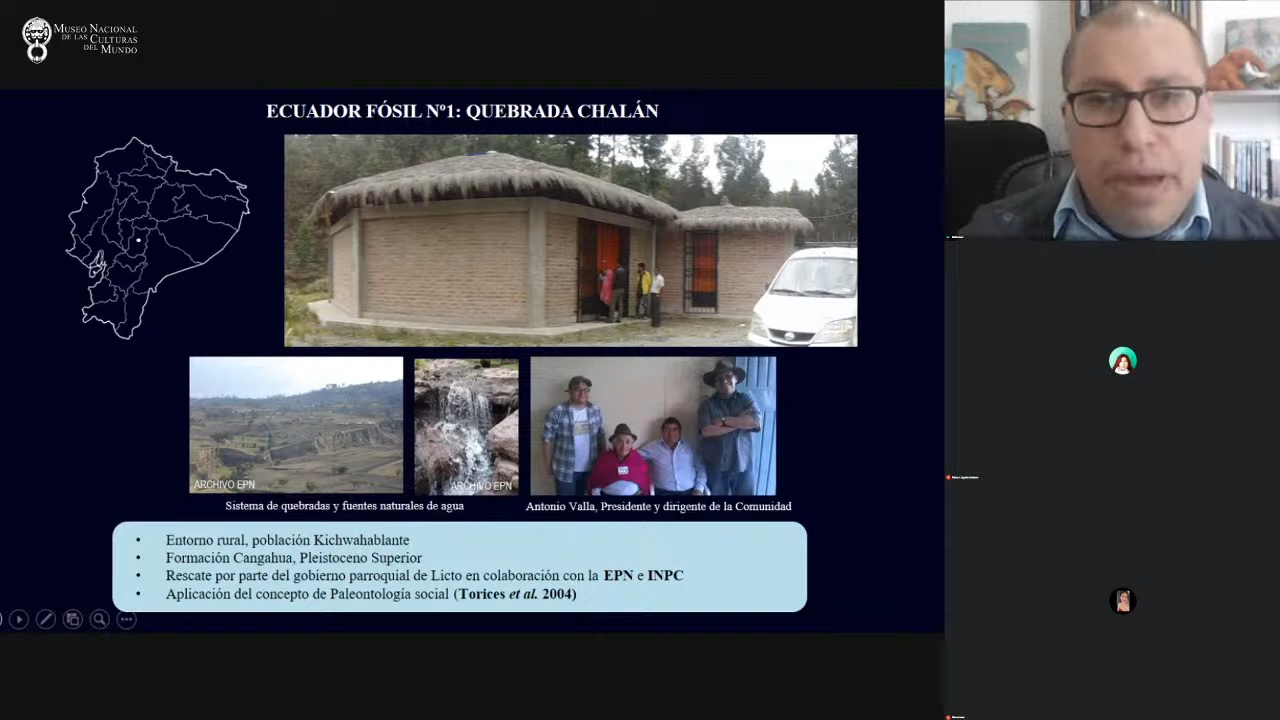 MUSEO NACIONAL
DE LAS CULTURAS
DEL MUNDO
ECUADOR FÓSIL Nº1: QUEBRADA CHALÁN
ARCHIVO EPN
ARCHIVO EPN
Sistema de quebradas y fuentes naturales de agua
Antonio Valla, Presidente y dirigente de la Comunidad
• Entorno rural, población Kichwahablante
• Formación Cangahua, Pleistoceno Superior
• Rescate por parte del gobierno parroquial de Licto en colaboración con la EPN e INPC
• Aplicación del concepto de Paleontología social (Torices et al. 2004)